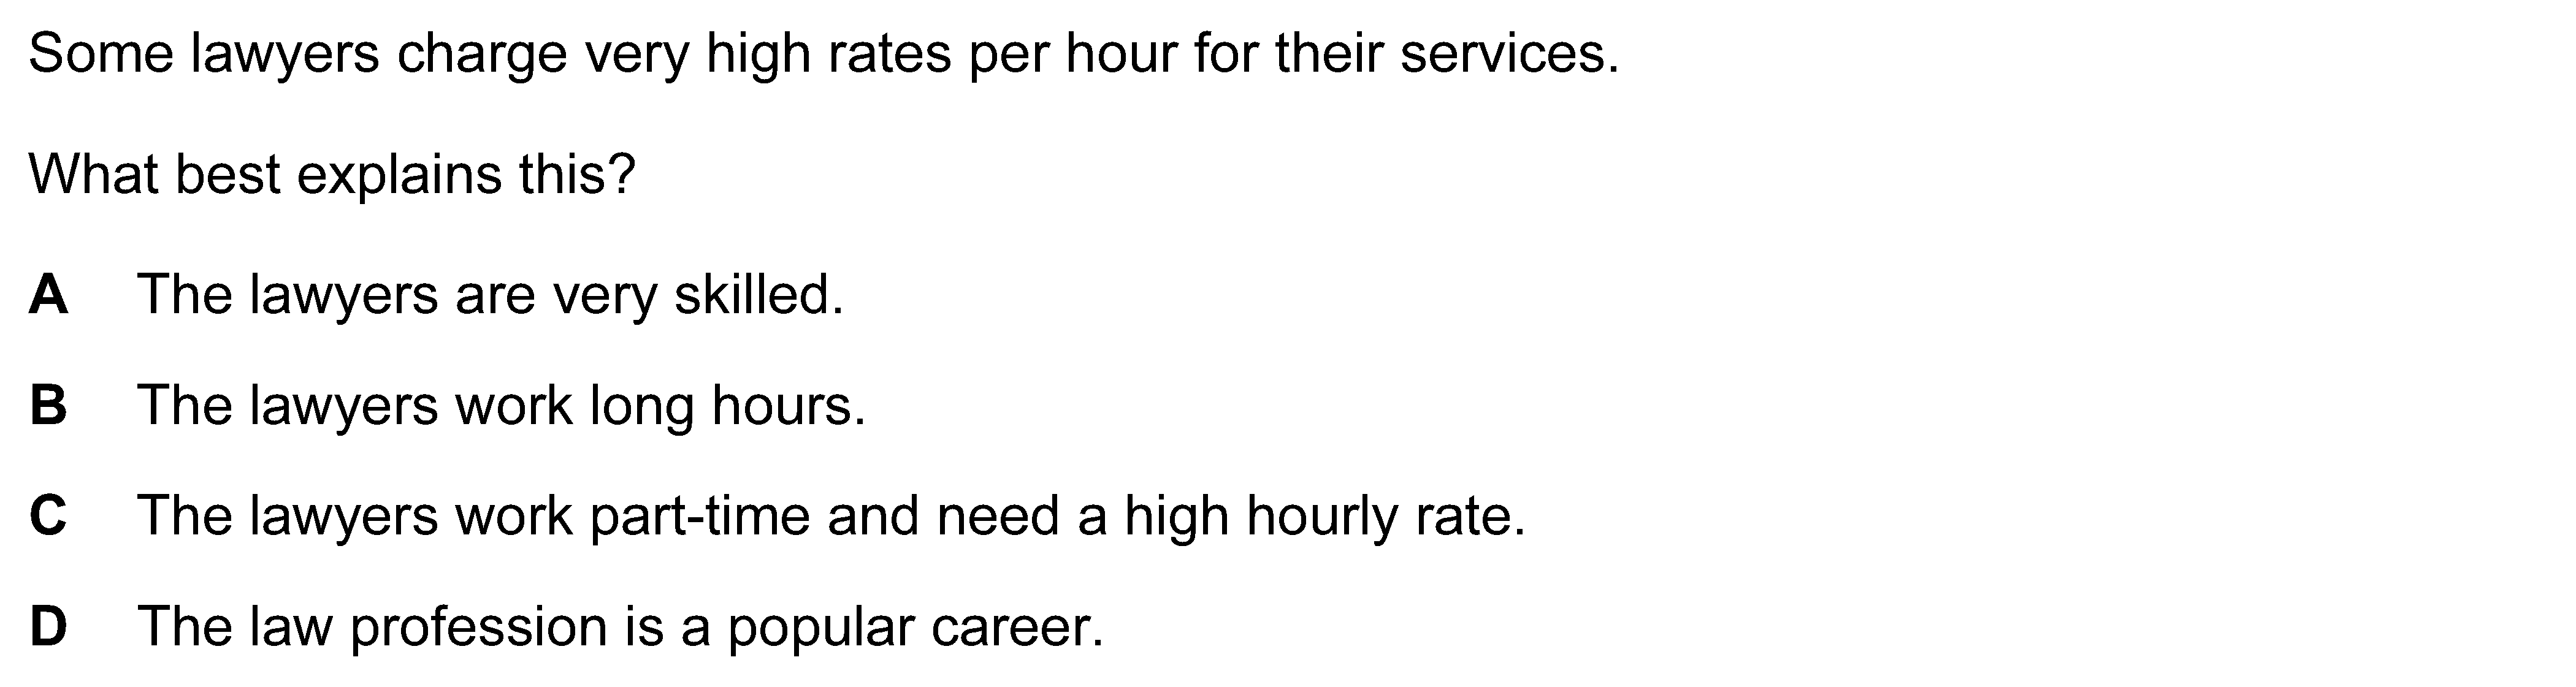 Some lawyers charge very high rates per hour for their services.
What best explains this?
A The lawyers are very skilled.
B The lawyers work long hours.
C The lawyers work part-time and need a high hourly rate.
D The law profession is a popular career.